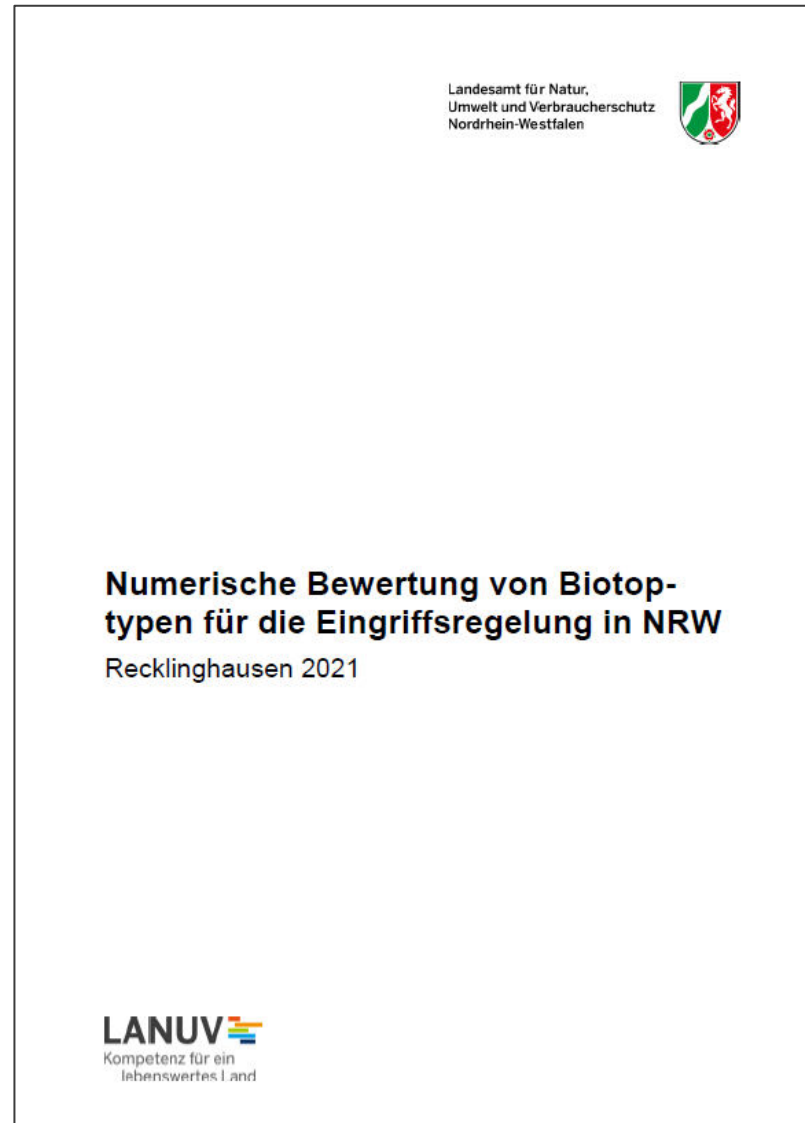 Landesamt für Natur,
Umwelt und Verbraucherschutz
Nordrhein-Westfalen
Numerische Bewertung von Biotop-
typen für die Eingriffsregelung in NRW
Recklinghausen 2021
LANUV
Kompetenz für ein
lebenswertes Land